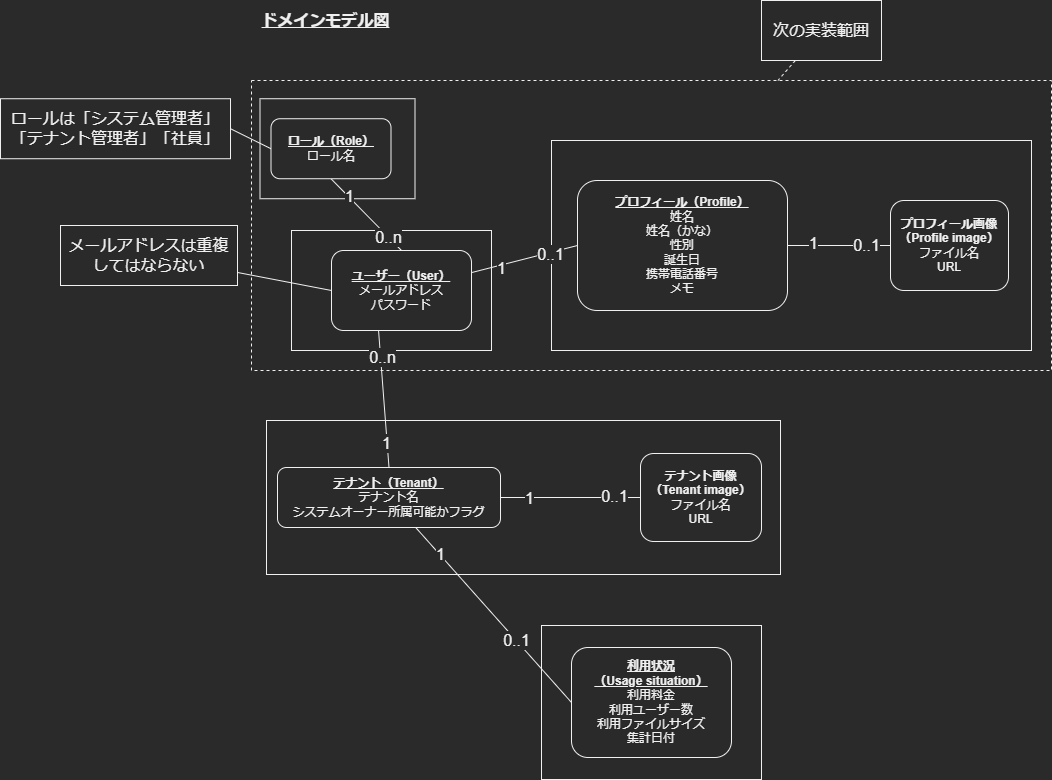 ドメインモデル図
次の実装範囲
ロールは「システム管理者」
「テナント管理者」「社員」
ロール（Role）
ロール名
1
0..n
メールアドレスは重複
してはならない
ユーザー（User）
メールアドレス
パスワード
1
0..1
プロフィール（Profile）
姓名
姓名（かな）
性別
誕生日
携帯電話番号
メモ
1
0..1
プロフィール画像
（Profile image）
ファイル名
URL
0..n
1
テナント（Tenant）
テナント名
システムオーナー所属可能かフラグ
1
0..1
テナント画像
（Tenant image）
ファイル名
URL
1
0..1
利用状況
（Usage situation）
利用料金
利用ユーザー数
利用ファイルサイズ
集計日付